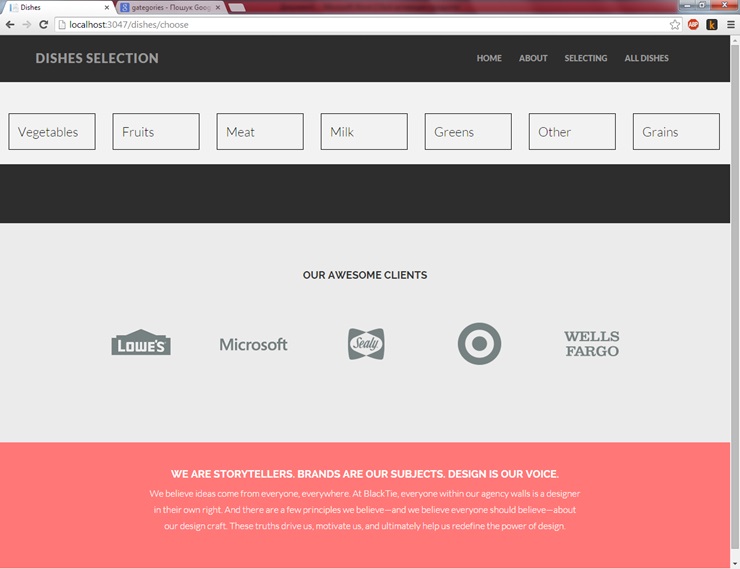 Dishes
gategories - Пошук Goog
localhost:3047/dishes/choose
ABP
k
DISHES SELECTION
HOME ABOUT SELECTING ALL DISHES
Vegetables Fruits Meat Milk Greens Other Grains
OUR AWESOME CLIENTS
LOWE'S Microsoft Sealy WELLS FARGO
WE ARE STORYTELLERS. BRANDS ARE OUR SUBJECTS. DESIGN IS OUR VOICE.
We believe ideas come from everyone, everywhere. At BlackTie, everyone within our agency walls is a designer
in their own right. And there are a few principles we believe—and we believe everyone should believe—about
our design craft. These truths drive us, motivate us, and ultimately help us redefine the power of design.